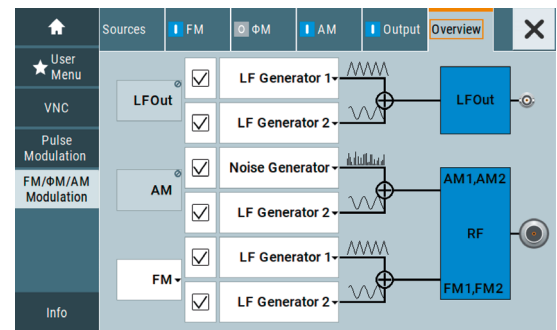 Sources
I FM
O ΦM
I AM
I Output
Overview
User
Menu
VNC
Pulse
Modulation
FM/ΦM/AM
Modulation
Info
LFOut
LF Generator 1
LF Generator 2
AM
Noise Generator
LF Generator 2
FM
LF Generator 1
LF Generator 2
LFOut
AM1,AM2
RF
FM1,FM2